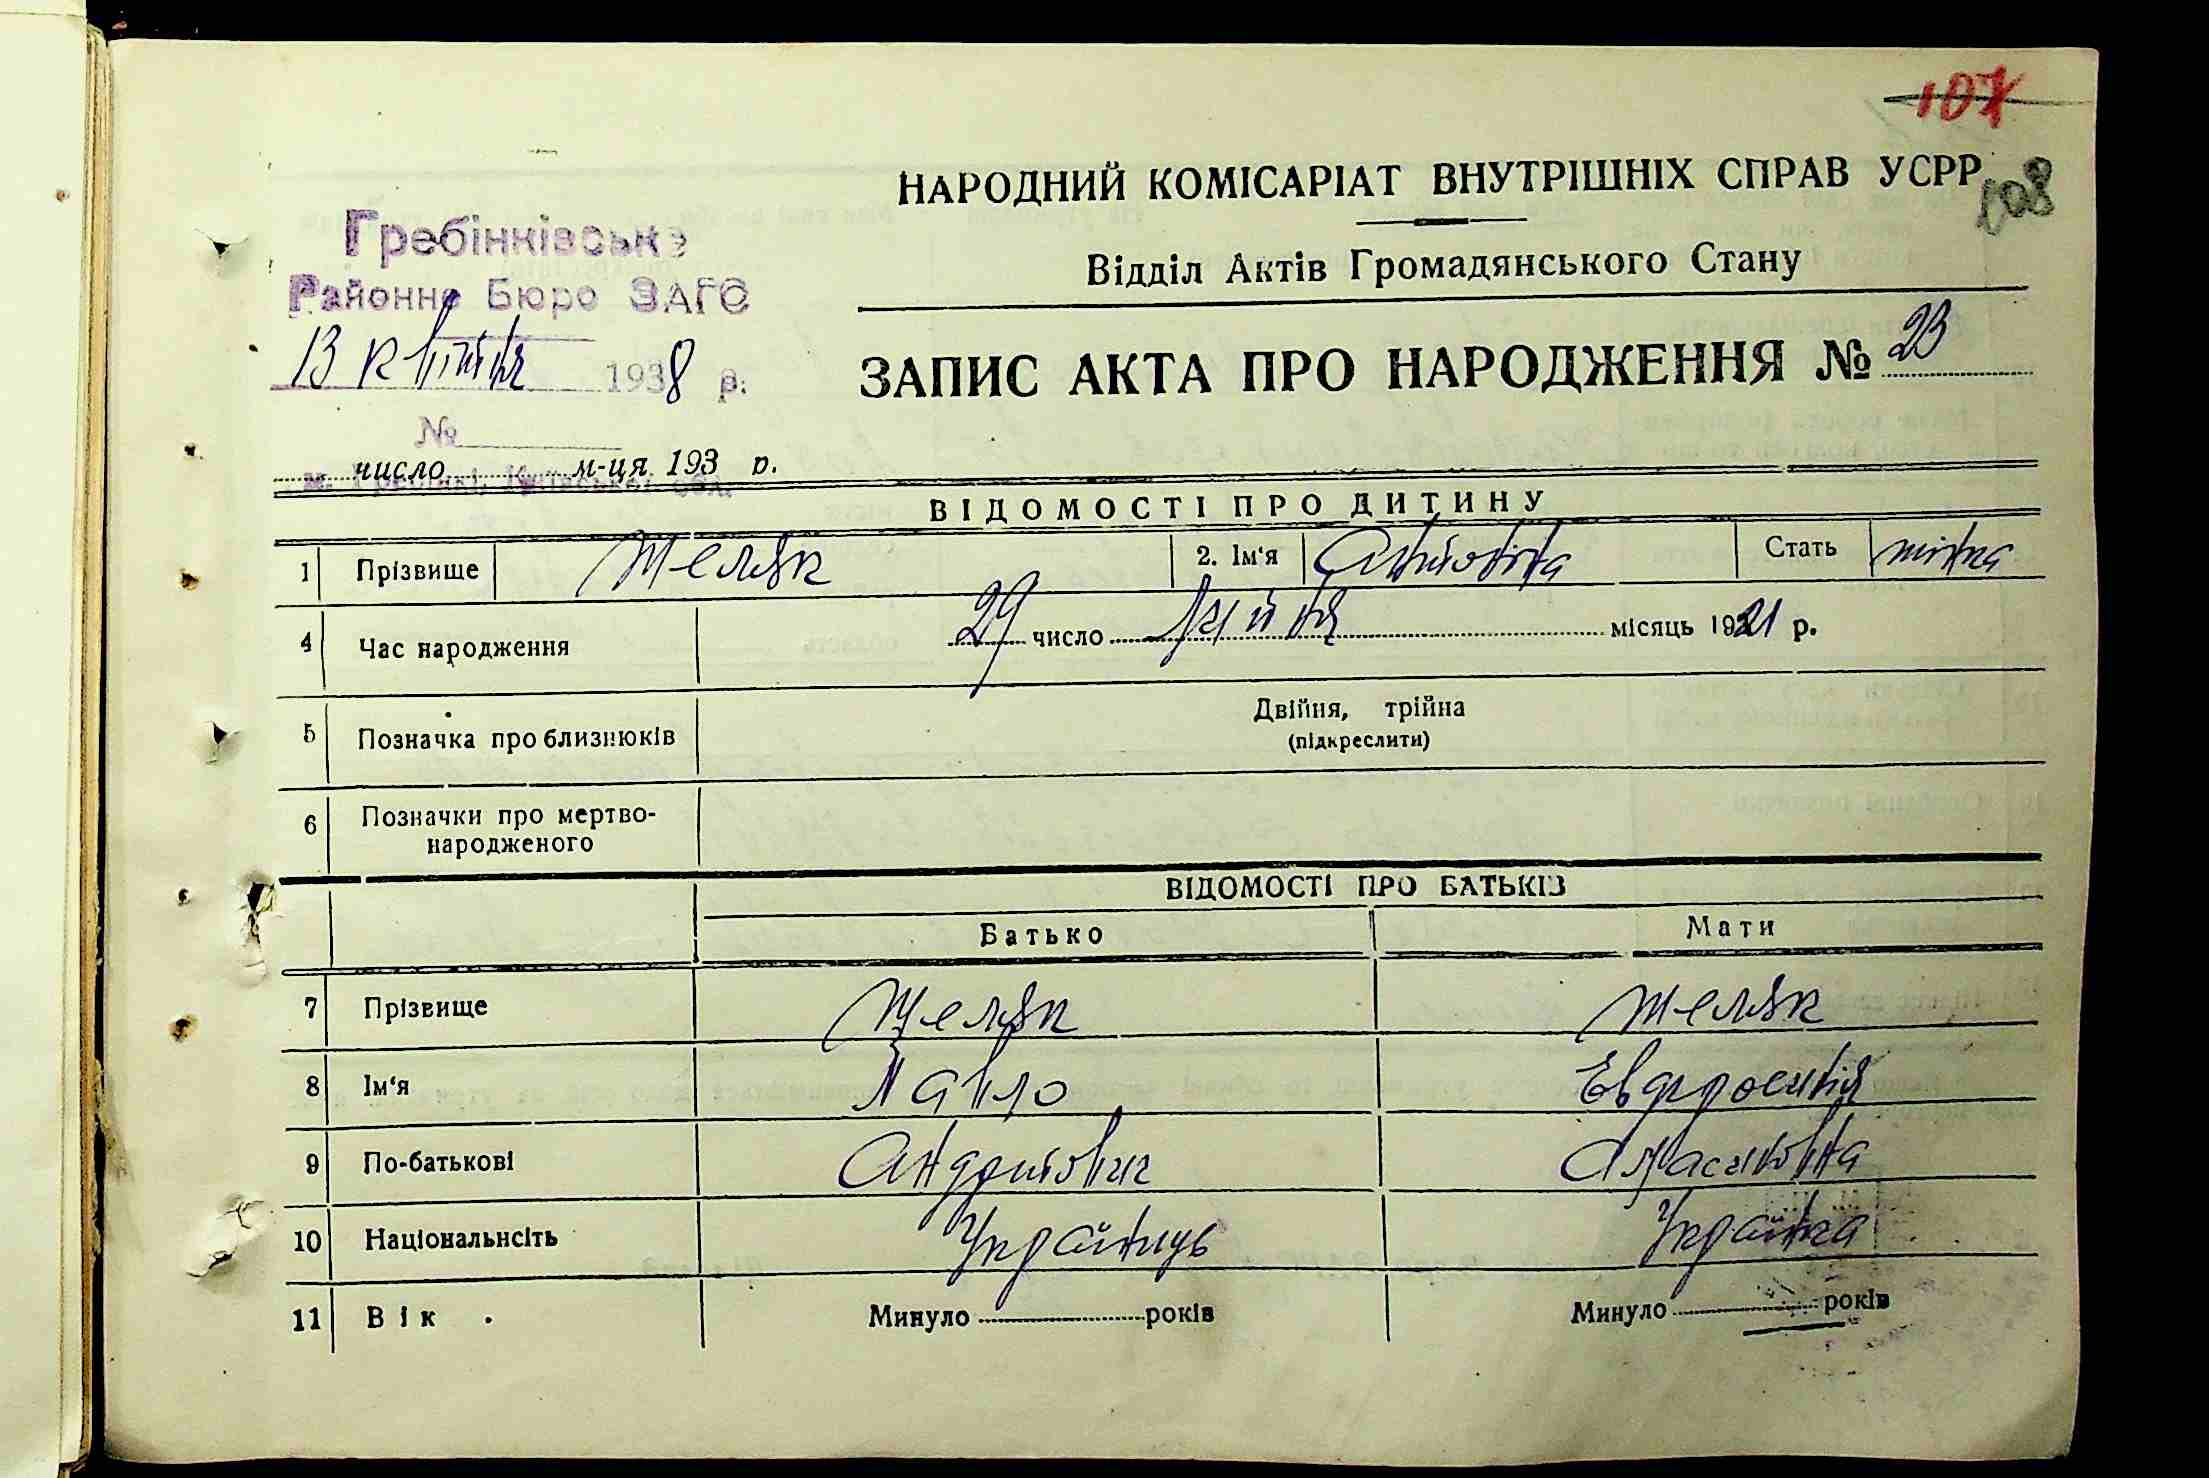 107
НАРОДНИЙ КОМІСАРІАТ ВНУТРІШНІХ СПРАВ УСРР
108
Гребінківське
Районне Бюро ЗАГС
Відділ Актів Громадянського Стану
13 квітня 1938 р.
ЗАПИС АКТА ПРО НАРОДЖЕННЯ № 23
№
число м-ця 193 р.
ВІДОМОСТІ ПРО ДИТИНУ
1 Прізвище Желяк 2. Ім'я Антовіна Стать жінка
4 Час народження 29 число місяць 1921 р.
5 Позначка про близнюків Двійня, трійна
(підкреслити)
6 Позначки про мертво-
народженого
ВІДОМОСТІ ПРО БАТЬКІВ
Батько Мати
7 Прізвище Желяк Желяк
8 Ім'я Павло Евфросинія
9 По-батькові Андрійович
10 Національнсіть Українць Українка
11 Вік Минуло років Минуло років